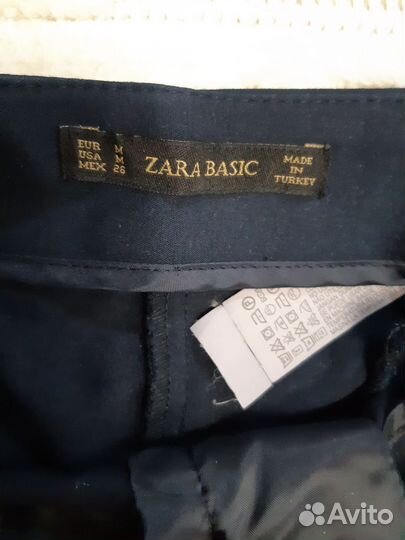 EUR M
USA M
MEX 26
ZARA BASIC
MADE
IN
TURKEY
Avito